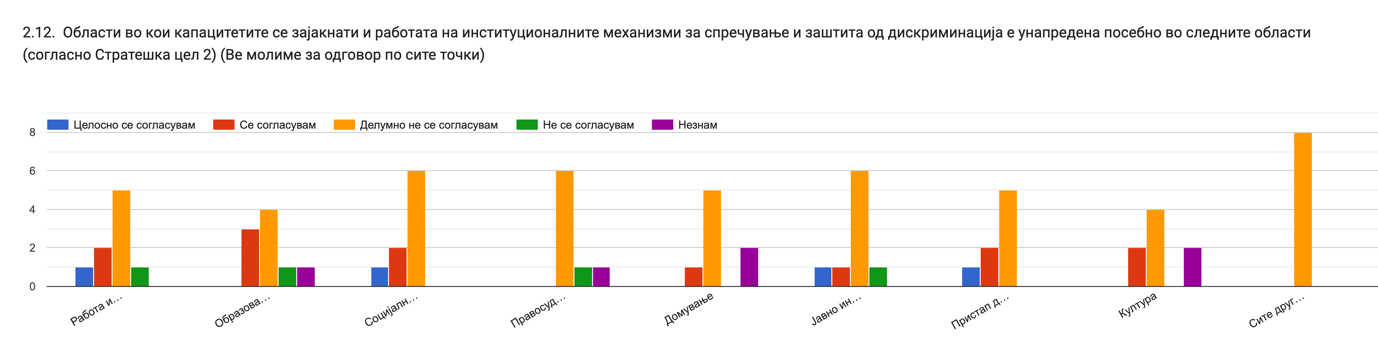 2.12. Области во кои капацитетите се зајакнати и работата на институционалните механизми за спречување и заштита од дискриминација е унапредена посебно во следните области
(согласно Стратешка цел 2) (Ве молиме за одговор по сите точки)
Целосно се согласувам
Се согласувам
Делумно не се согласувам
Не се согласувам
Незнам
8
6
4
2
0
Работа и...
Образова...
Социјалн...
Правосуд...
Домување
Јавно ин...
Пристап д...
Култура
Сите друг...